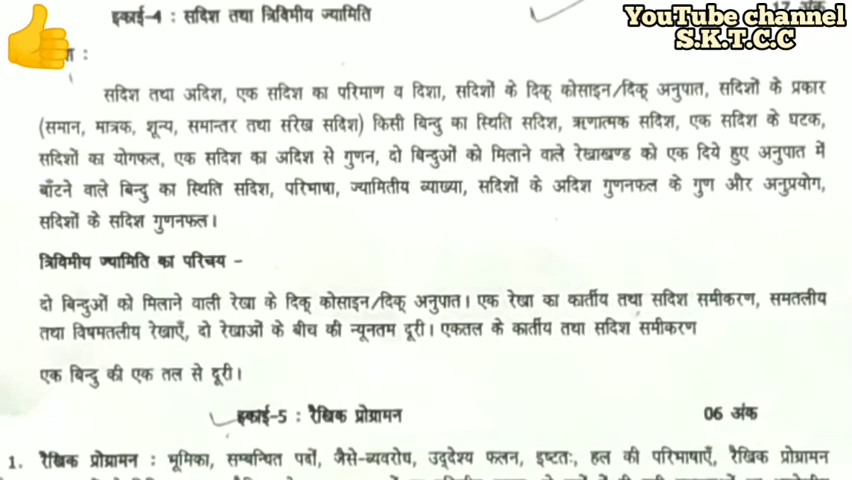 इकाई-4 : सदिश तथा त्रिविमीय ज्यामिति
17 अंक
YouTube channel
S.K.T.C.C
:
सदिश तथा अदिश, एक सदिश का परिमाण व दिशा, सदिशों के दिक् कोसाइन/दिक् अनुपात, सदिशों के प्रकार
(समान, मात्रक, शून्य, समान्तर तथा संरेख सदिश) किसी बिन्दु का स्थिति सदिश, ऋणात्मक सदिश, एक सदिश के घटक,
सदिशों का योगफल, एक सदिश का अदिश से गुणन, दो बिन्दुओं को मिलाने वाले रेखाखण्ड को एक दिये हुए अनुपात में
बाँटने वाले बिन्दु का स्थिति सदिश, परिभाषा, ज्यामितीय व्याख्या, सदिशों के अदिश गुणनफल के गुण और अनुप्रयोग,
सदिशों के सदिश गुणनफल।
त्रिविमीय ज्यामिति का परिचय -
दो बिन्दुओं को मिलाने वाली रेखा के दिक् कोसाइन/दिक् अनुपात। एक रेखा का कार्तीय तथा सदिश समीकरण, समतलीय
तथा विषमतलीय रेखाएँ, दो रेखाओं के बीच की न्यूनतम दूरी। एकतल के कार्तीय तथा सदिश समीकरण
एक बिन्दु की एक तल से दूरी।
इकाई-5 : रैखिक प्रोग्रामन 06 अंक
1. रैखिक प्रोग्रामन : भूमिका, सम्बन्धित पदों, जैसे-व्यवरोध, उद्देश्य फलन, इष्टतः, हल की परिभाषाएँ, रैखिक प्रोग्रामन